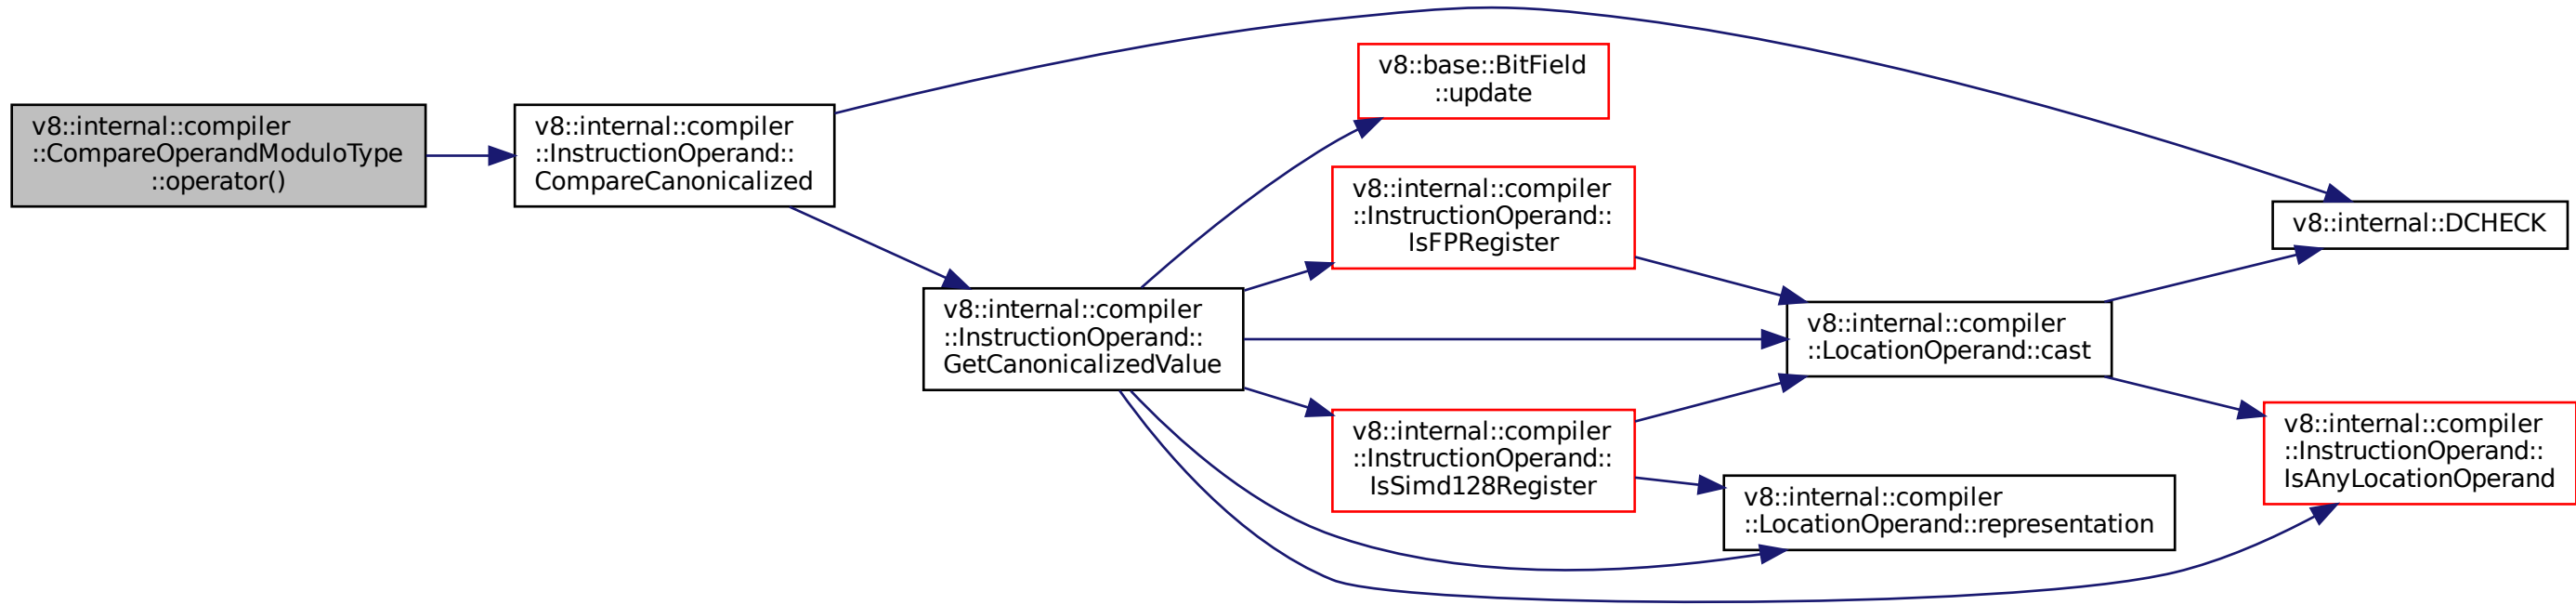 v8::internal::compiler
::CompareOperandModuloType
::operator()
v8::internal::compiler
::InstructionOperand::
CompareCanonicalized
v8::internal::compiler
::InstructionOperand::
GetCanonicalizedValue
v8::base::BitField
::update
v8::internal::compiler
::InstructionOperand::
IsFPRegister
v8::internal::compiler
::InstructionOperand::
IsSimd128Register
v8::internal::compiler
::LocationOperand::cast
v8::internal::compiler
::LocationOperand::representation
v8::internal::DCHECK
v8::internal::compiler
::InstructionOperand::
IsAnyLocationOperand